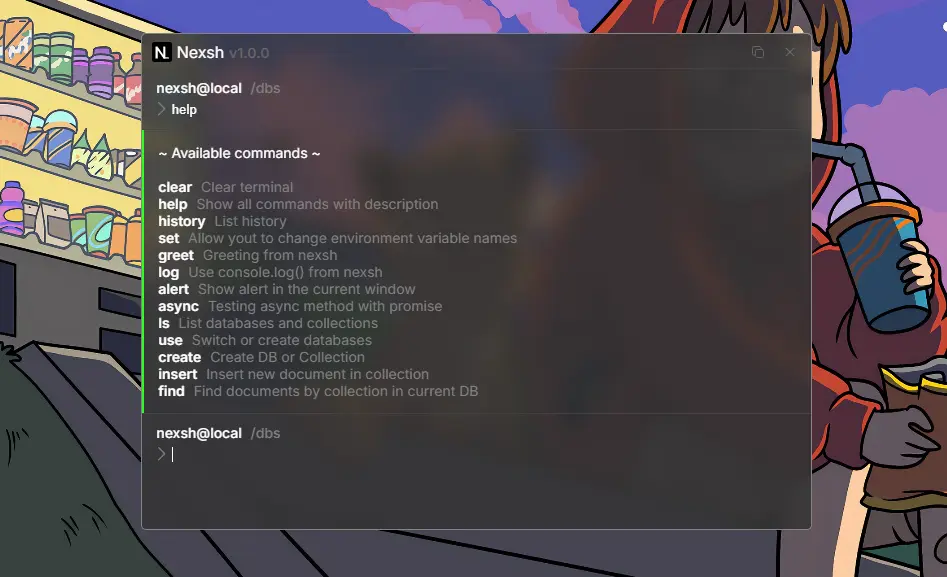 N Nexsh v1.0.0
nexsh@local /dbs
> help
~ Available commands ~
clear Clear terminal
help Show all commands with description
history List history
set Allow yout to change environment variable names
greet Greeting from nexsh
log Use console.log() from nexsh
alert Show alert in the current window
async Testing async method with promise
ls List databases and collections
use Switch or create databases
create Create DB or Collection
insert Insert new document in collection
find Find documents by collection in current DB
nexsh@local /dbs
>